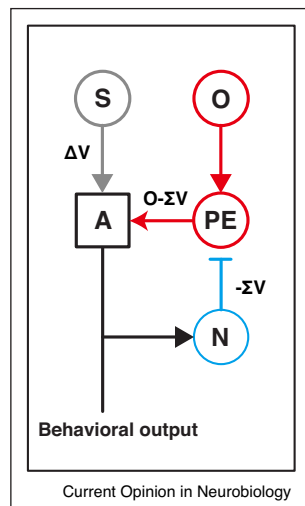 S
O
ΔV
O-ΣV
A
PE
-ΣV
N
Behavioral output
Current Opinion in Neurobiology